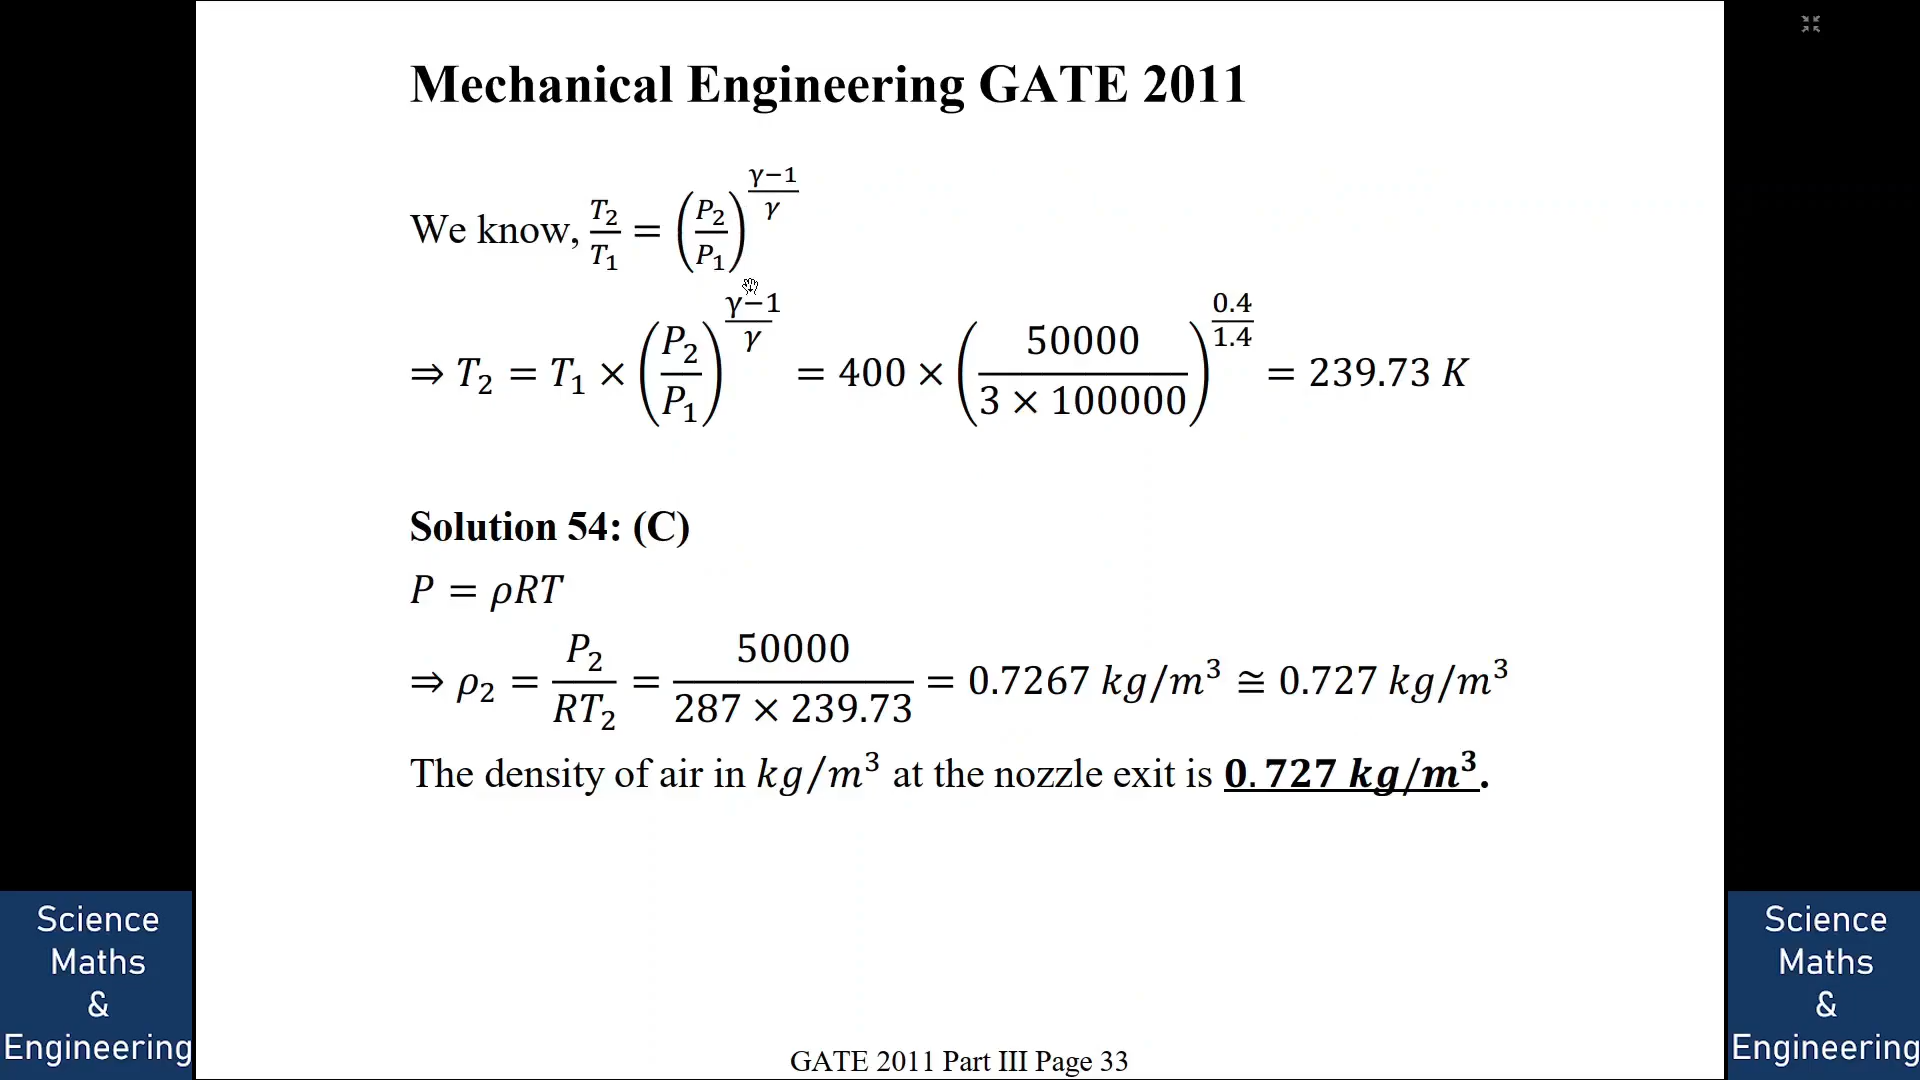 Mechanical Engineering GATE 2011
We know, T₂/T₁ = (P₂/P₁)^((γ−1)/γ)
⇒ T₂ = T₁ × (P₂/P₁)^((γ−1)/γ) = 400 × (50000/(3 × 100000))^(0.4/1.4) = 239.73 K
Solution 54: (C)
P = ρRT
⇒ ρ₂ = P₂/(RT₂) = 50000/(287 × 239.73) = 0.7267 kg/m³ ≅ 0.727 kg/m³
The density of air in kg/m³ at the nozzle exit is 0.727 kg/m³.
Science
Maths
&
Engineering
Science
Maths
&
Engineering
GATE 2011 Part III Page 33